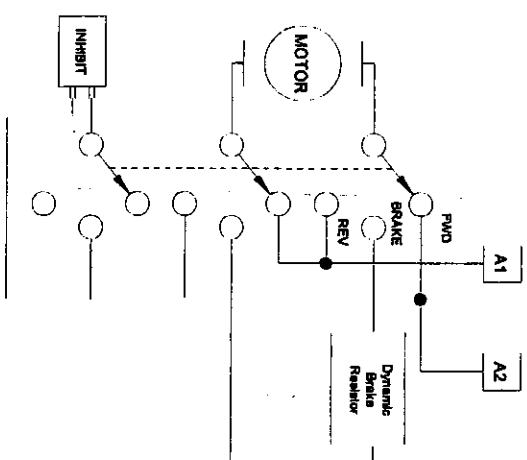 INHIBIT
MOTOR
FWD
BRAKE
REV
A1
A2
Dynamic
Brake
Resistor